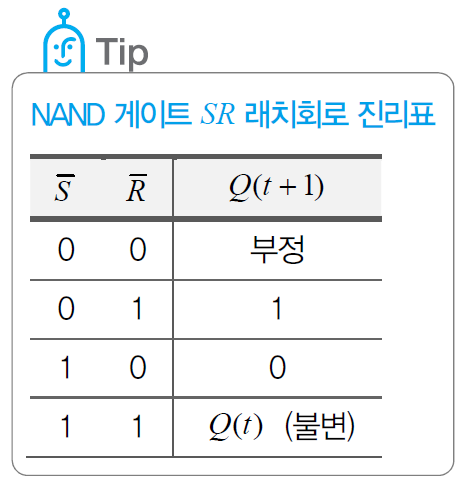 Tip
NAND 게이트 SR 래치회로 진리표
S̅ R̅ Q(t + 1)
0 0 부정
0 1 1
1 0 0
1 1 Q(t) (불변)